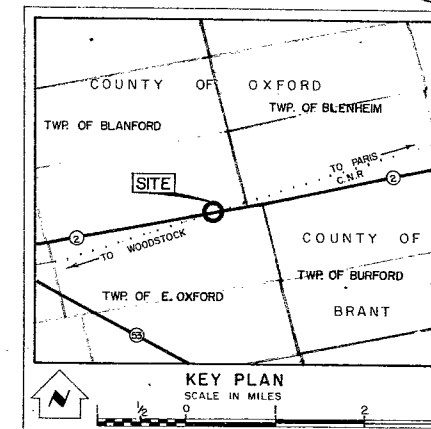 COUNTY OF OXFORD
TWP. OF BLENHEIM
TWP. OF BLANFORD
TO PARIS
C.N.R
SITE
2
2
TO WOODSTOCK
COUNTY OF
TWP. OF BURFORD
TWP. OF E. OXFORD
BRANT
53
KEY PLAN
SCALE IN MILES
N
1/2 0 1 2